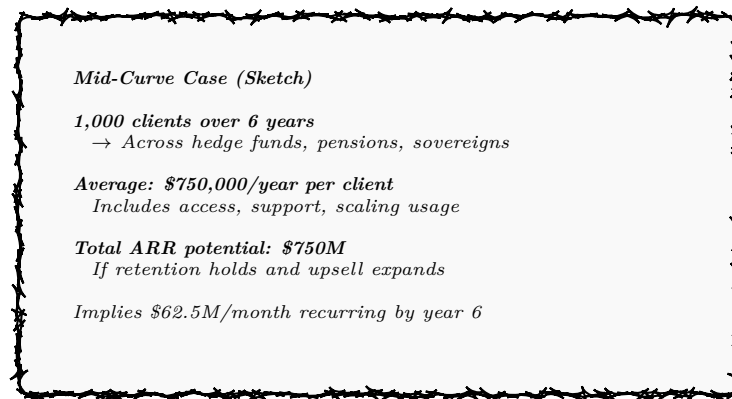 Mid-Curve Case (Sketch)
1,000 clients over 6 years
→ Across hedge funds, pensions, sovereigns
Average: $750,000/year per client
Includes access, support, scaling usage
Total ARR potential: $750M
If retention holds and upsell expands
Implies $62.5M/month recurring by year 6